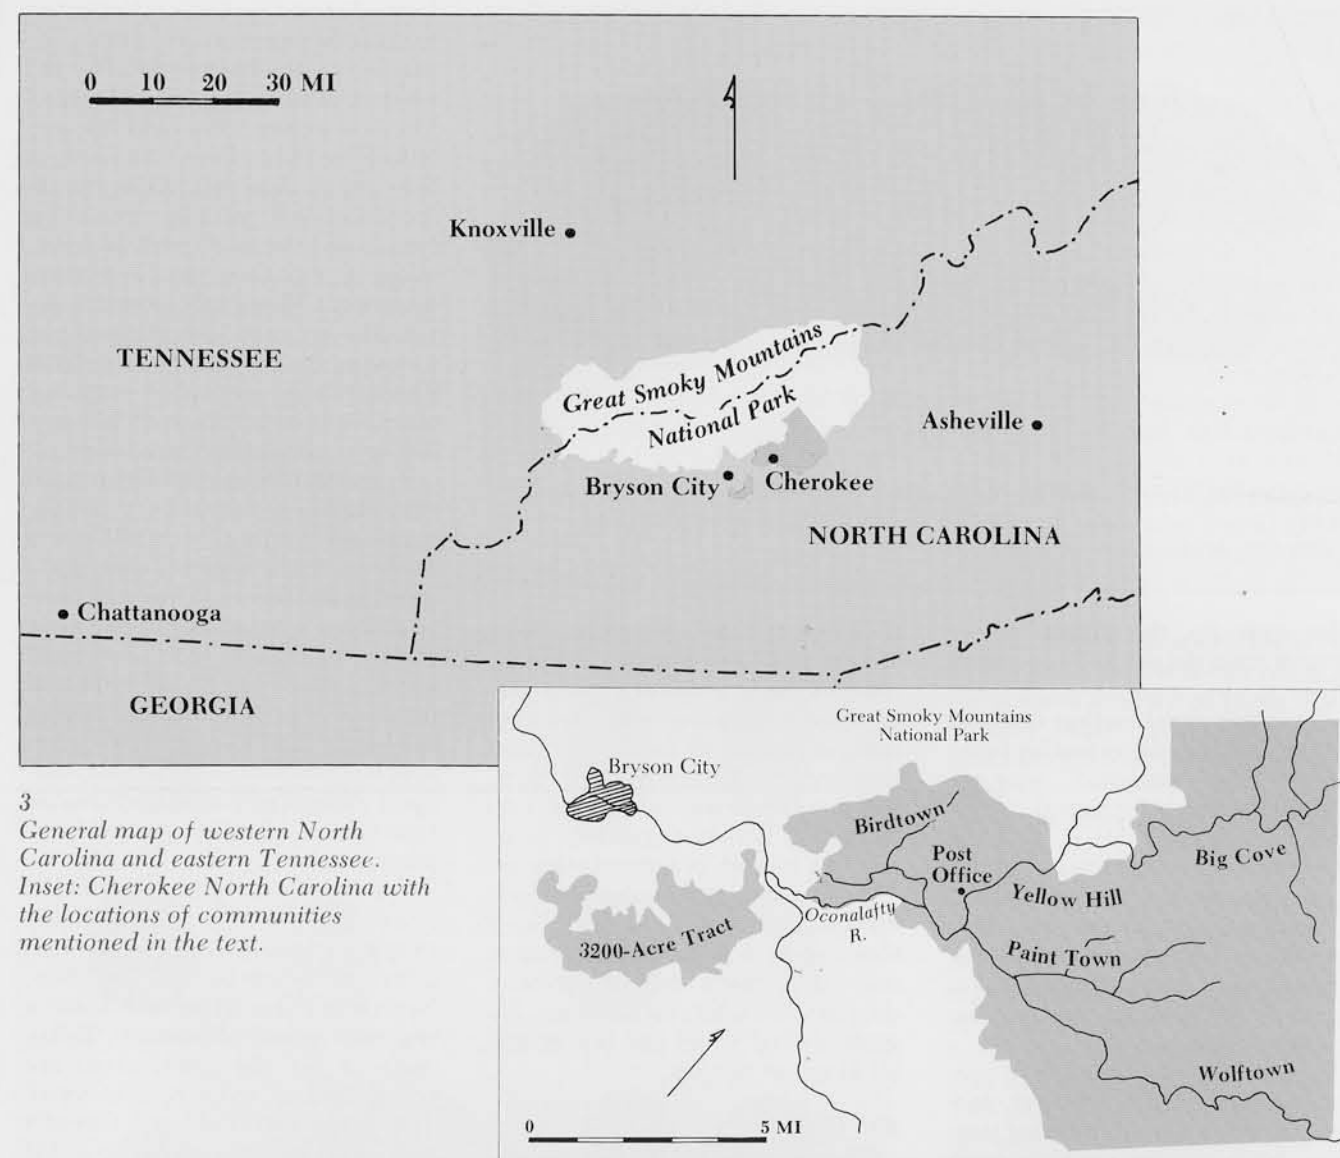 0 10 20 30 MI
Knoxville
TENNESSEE
Great Smoky Mountains
National Park
Asheville
Bryson City
Cherokee
NORTH CAROLINA
Chattanooga
GEORGIA
Great Smoky Mountains
National Park
Bryson City
Birdtown
Post
Office
Big Cove
Yellow Hill
Oconalafty
R.
3200-Acre Tract
Paint Town
Wolftown
0 5 MI
3
General map of western North
Carolina and eastern Tennessee.
Inset: Cherokee North Carolina with
the locations of communities
mentioned in the text.